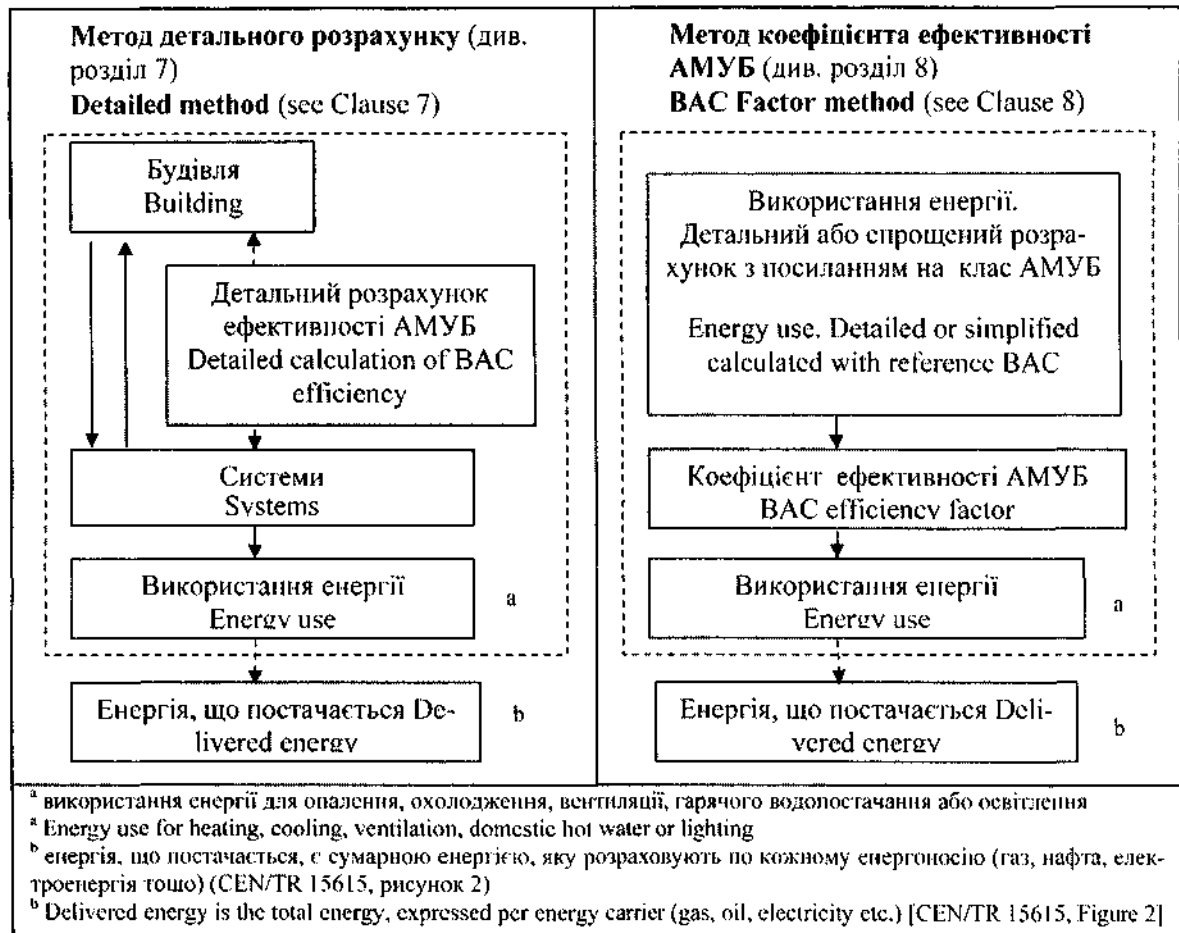 Метод детального розрахунку (див.
розділ 7)
Detailed method (see Clause 7)
Будівля
Building
Детальний розрахунок
ефективності АМУБ
Detailed calculation of BAC
efficiency
Системи
Systems
Використання енергії
Energy use
a
Енергія, що постачається De-
livered energy
b
Метод коефіцієнта ефективності
АМУБ (див. розділ 8)
BAC Factor method (see Clause 8)
Використання енергії.
Детальний або спрощений розра-
хунок з посиланням на клас АМУБ
Energy use. Detailed or simplified
calculated with reference BAC
Коефіцієнт ефективності АМУБ
BAC efficiency factor
Використання енергії
Energy use
a
Енергія, що постачається Deli-
vered energy
b
a використання енергії для опалення, охолодження, вентиляції, гарячого водопостачання або освітлення
a Energy use for heating, cooling, ventilation, domestic hot water or lighting
b енергія, що постачається, є сумарною енергією, яку розраховують по кожному енергоносію (газ, нафта, елек-
троенергія тощо) (CEN/TR 15615, рисунок 2)
b Delivered energy is the total energy, expressed per energy carrier (gas, oil, electricity etc.) [CEN/TR 15615, Figure 2]